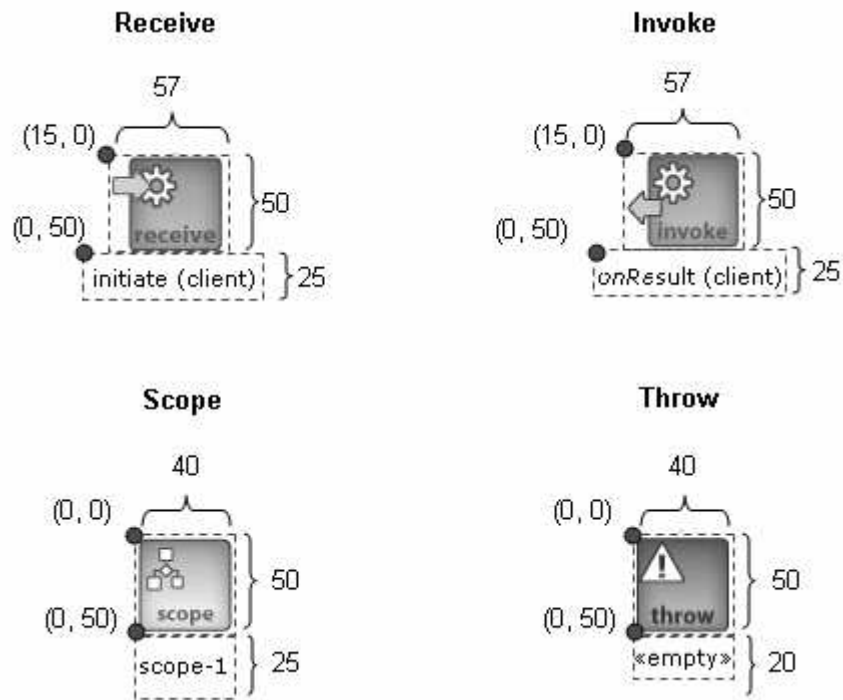 Receive
Invoke
57
57
(15, 0)
(15, 0)
receive
50
invoke
50
(0, 50)
(0, 50)
initiate (client)
25
onResult (client)
25
Scope
Throw
40
40
(0, 0)
(0, 0)
scope
50
!
throw
50
(0, 50)
(0, 50)
scope-1
25
«empty»
20